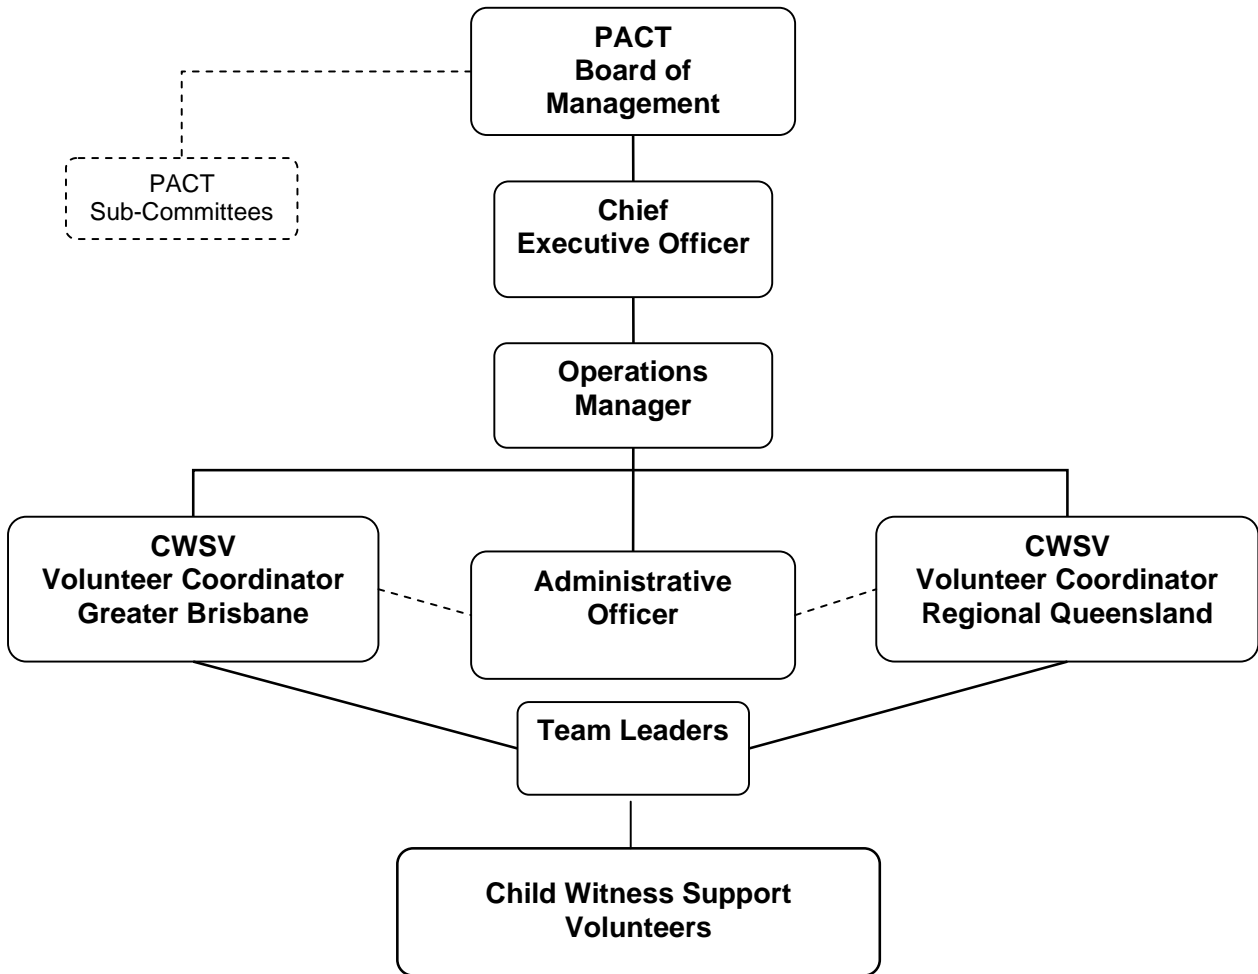 PACT
Board of
Management
PACT
Sub-Committees
Chief
Executive Officer
Operations
Manager
CWSV
Volunteer Coordinator
Greater Brisbane
Administrative
Officer
CWSV
Volunteer Coordinator
Regional Queensland
Team Leaders
Child Witness Support
Volunteers